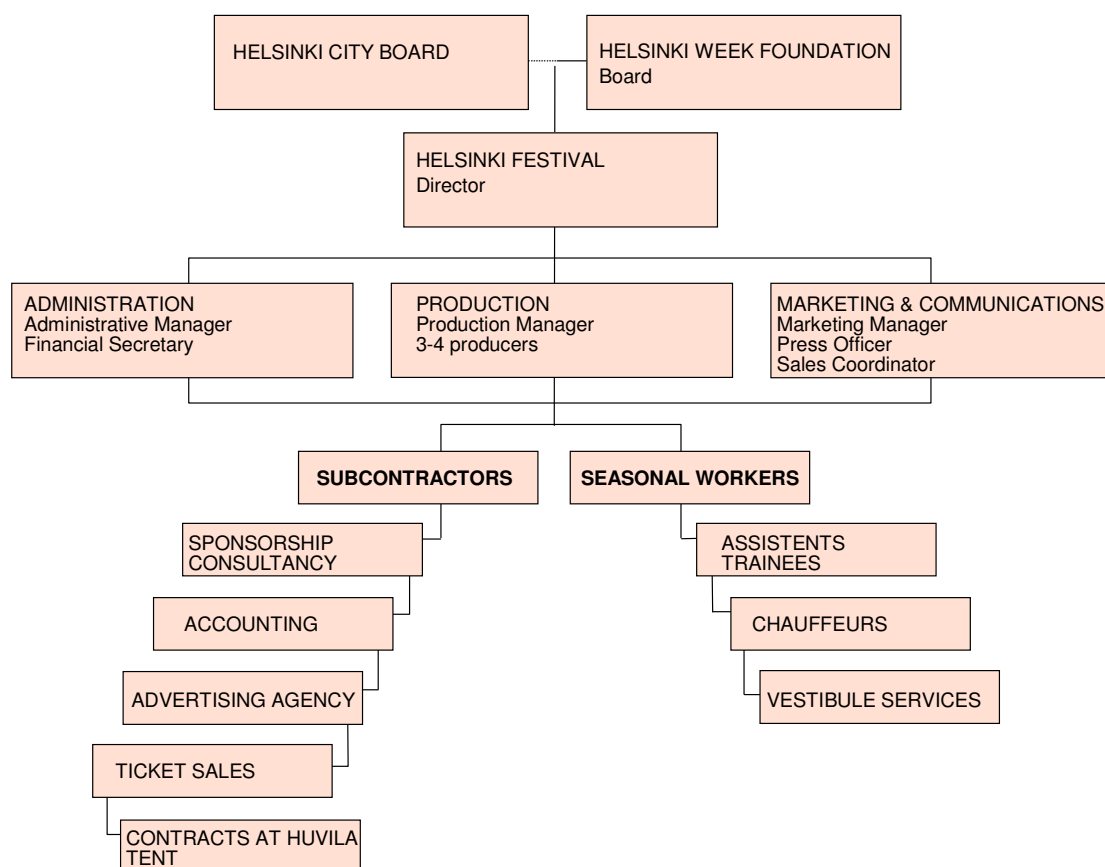 HELSINKI CITY BOARD
HELSINKI WEEK FOUNDATION
Board
HELSINKI FESTIVAL
Director
ADMINISTRATION
Administrative Manager
Financial Secretary
PRODUCTION
Production Manager
3-4 producers
MARKETING & COMMUNICATIONS
Marketing Manager
Press Officer
Sales Coordinator
SUBCONTRACTORS
SEASONAL WORKERS
SPONSORSHIP
CONSULTANCY
ASSISTENTS
TRAINEES
ACCOUNTING
CHAUFFEURS
ADVERTISING AGENCY
VESTIBULE SERVICES
TICKET SALES
CONTRACTS AT HUVILA
TENT